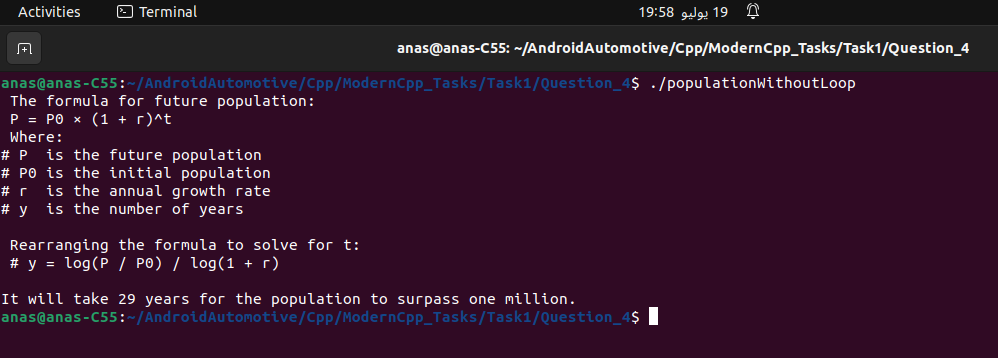 Activities Terminal 19:58 يوليو 19
anas@anas-C55: ~/AndroidAutomotive/Cpp/ModernCpp_Tasks/Task1/Question_4
anas@anas-C55:~/AndroidAutomotive/Cpp/ModernCpp_Tasks/Task1/Question_4$ ./populationWithoutLoop
The formula for future population:
P = P0 × (1 + r)^t
Where:
# P  is the future population
# P0 is the initial population
# r  is the annual growth rate
# y  is the number of years
Rearranging the formula to solve for t:
# y = log(P / P0) / log(1 + r)
It will take 29 years for the population to surpass one million.
anas@anas-C55:~/AndroidAutomotive/Cpp/ModernCpp_Tasks/Task1/Question_4$